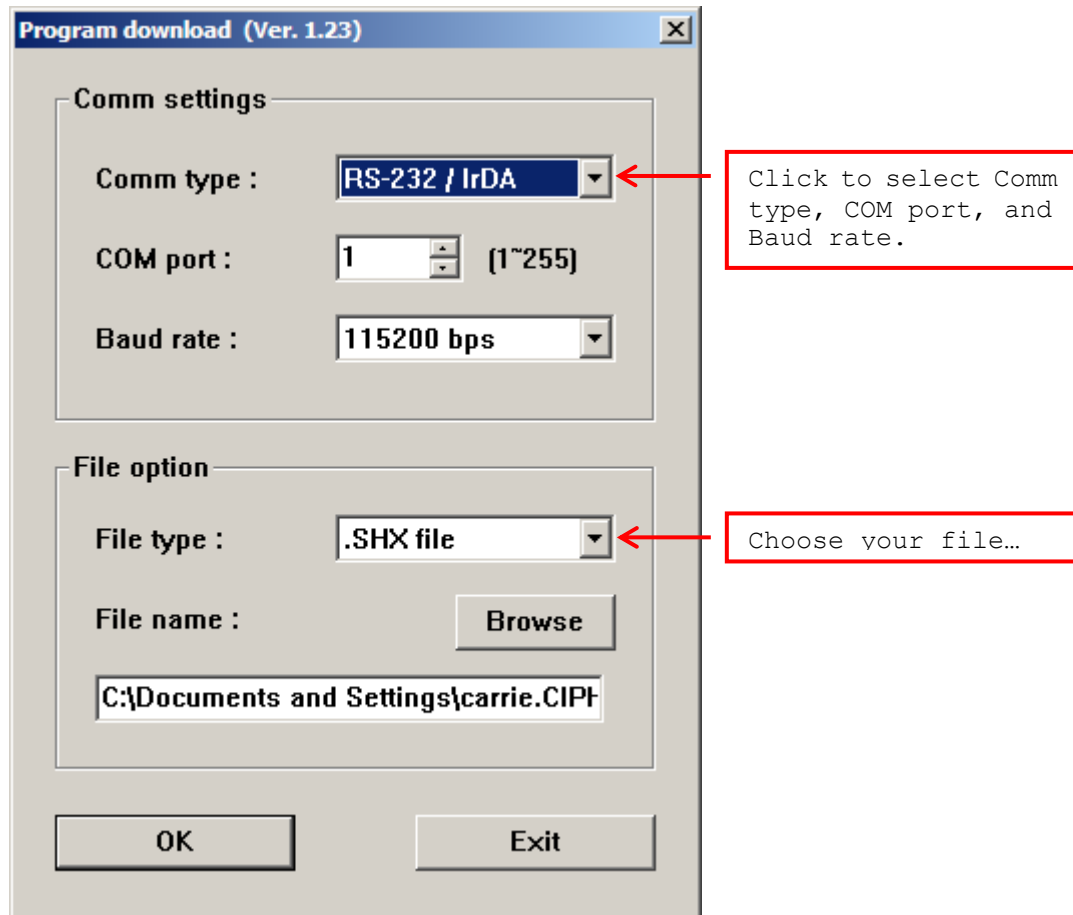 Program download (Ver. 1.23)
Comm settings
Comm type :
RS-232 / IrDA
Click to select Comm
type, COM port, and
Baud rate.
COM port :
1
(1~255)
Baud rate :
115200 bps
File option
File type :
.SHX file
Choose your file…
File name :
Browse
C:\Documents and Settings\carrie.CIPH
OK
Exit